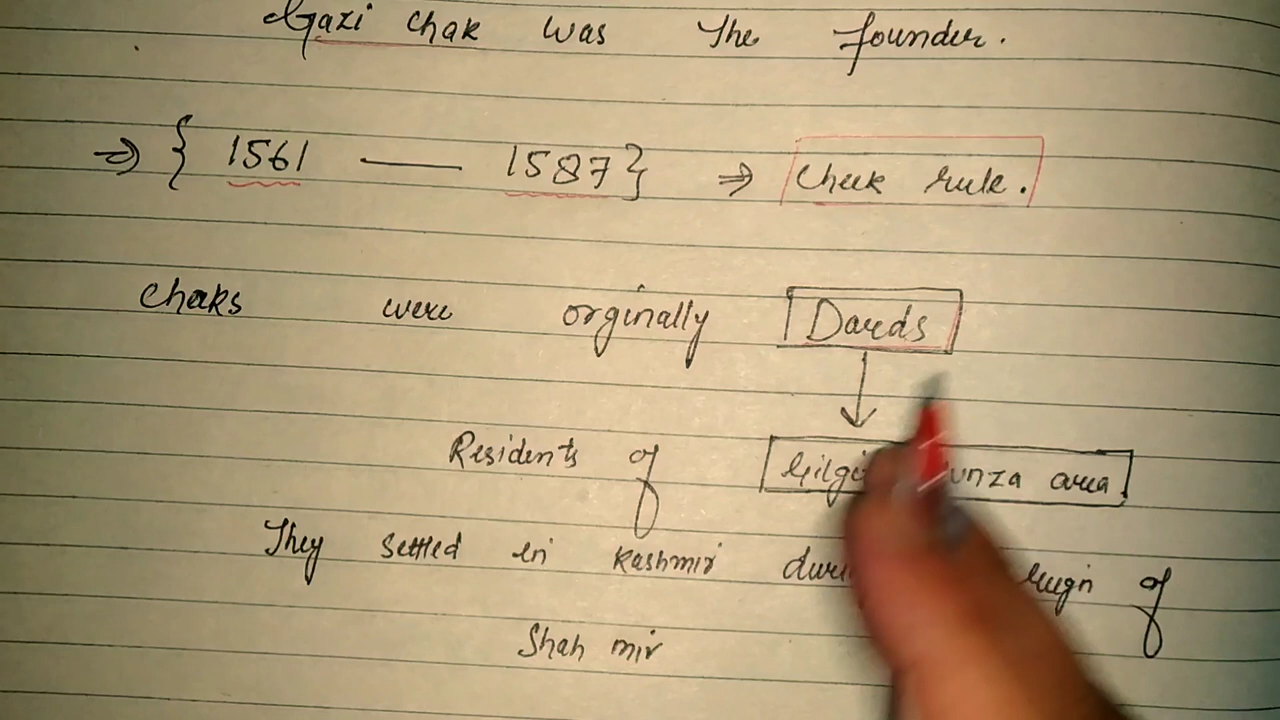 Gazi Chak was the founder.
⇒ { 1561 — 1587} ⇒ Chek rule.
Chaks were orginally Dards
Residents of unza area
They settled in Kashmir reign of
Shah mir